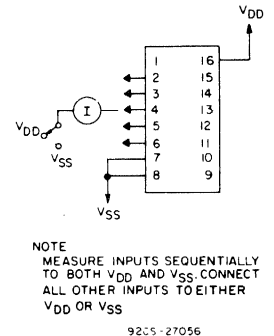 VDD
1 16
2 15
3 14
I
4 13
VDD
5 12
6 11
VSS
7 10
8 9
VSS
NOTE
MEASURE INPUTS SEQUENTIALLY
TO BOTH VDD AND VSS. CONNECT
ALL OTHER INPUTS TO EITHER
VDD OR VSS
92CS-27056